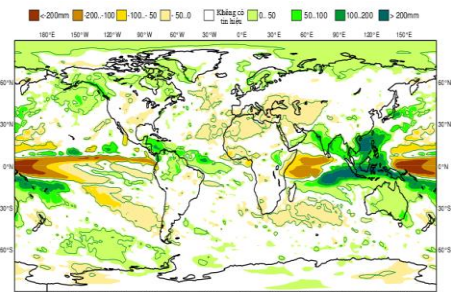 <-200mm -200..-100 -100..- 50 - 50..0 Không có tín hiệu 0.. 50 50..100 100..200 > 200mm
180°E 150°W 120°W 90°W 60°W 30°W 0°E 30°E 60°E 90°E 120°E 150°E
60°N 60°N
30°N 30°N
0°N 0°N
30°S 30°S
60°S 60°S